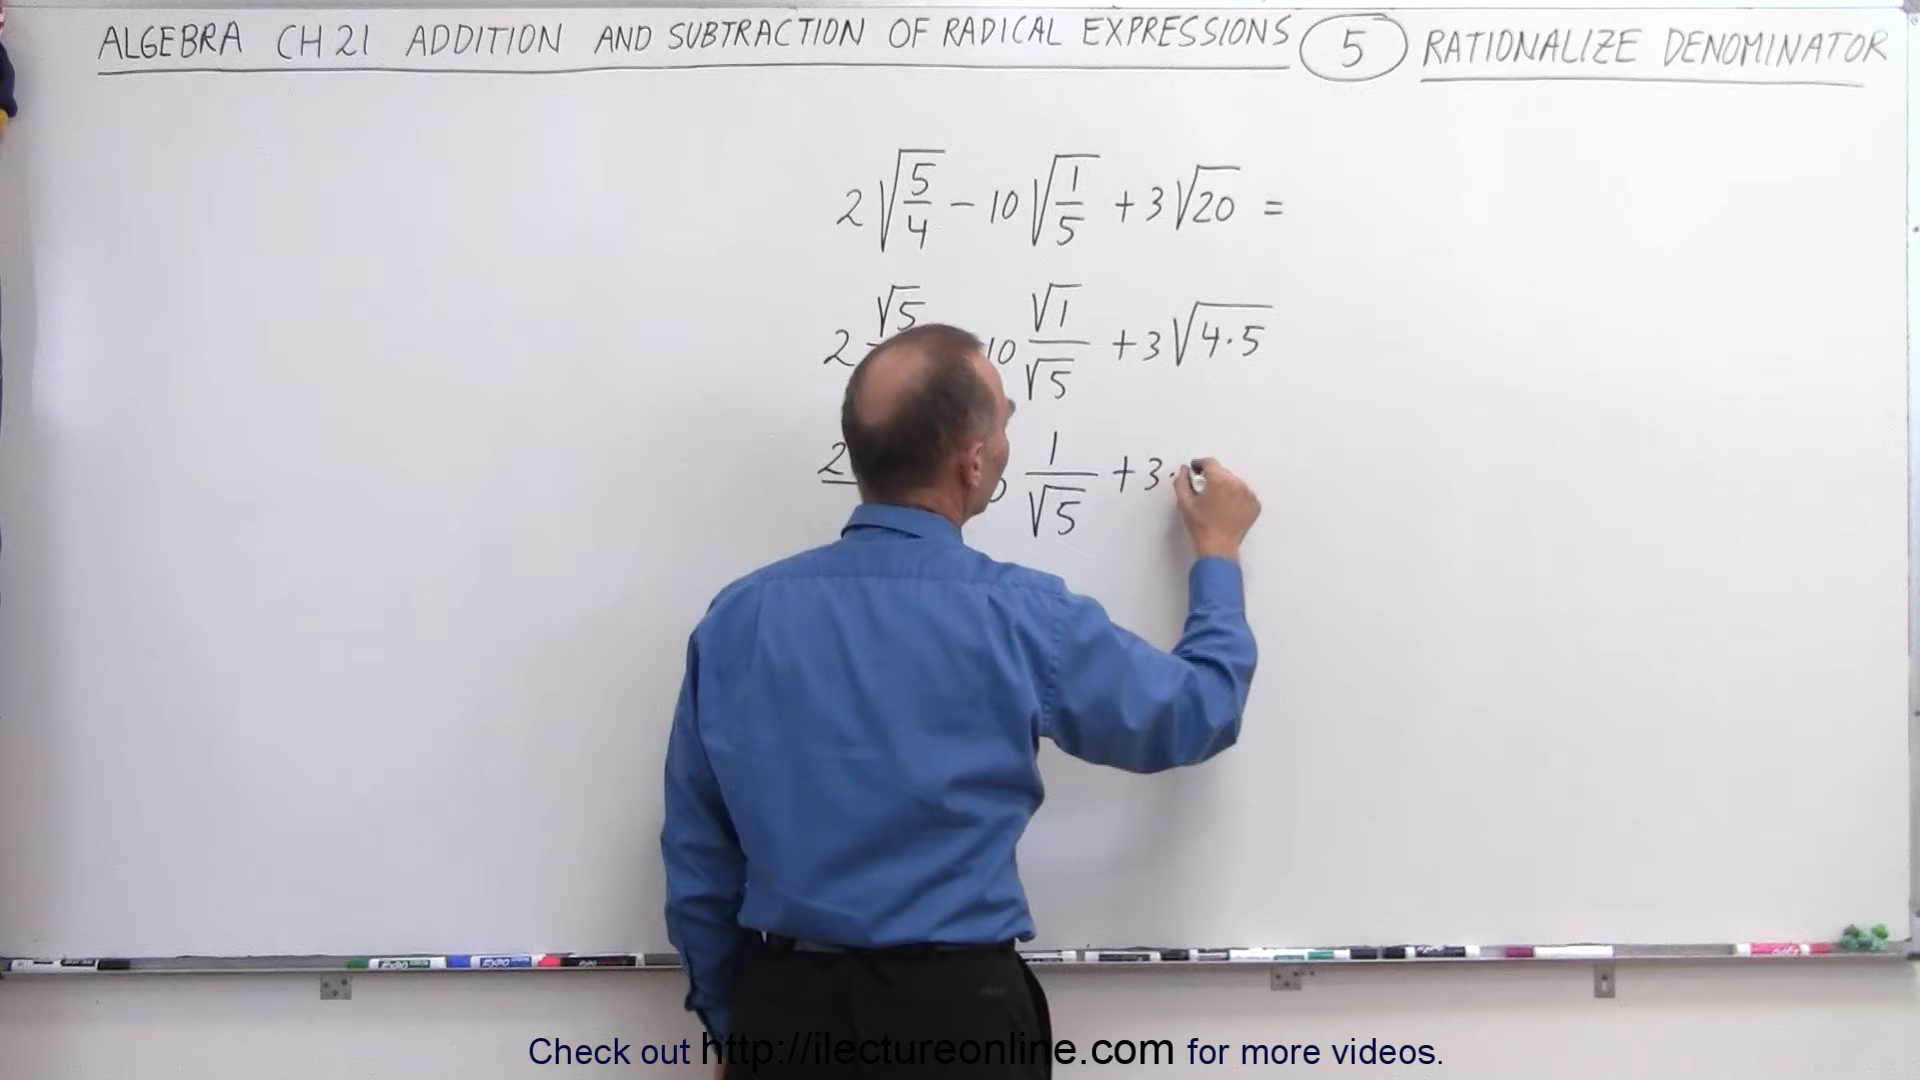 ALGEBRA CH 21 ADDITION AND SUBTRACTION OF RADICAL EXPRESSIONS 5 RATIONALIZE DENOMINATOR
2√(5/4) - 10√(1/5) + 3√20 =
2 √5 10 √1/√5 + 3√(4·5)
2 1/√5 + 3·
EXPO EXPO
Check out http://ilectureonline.com for more videos.